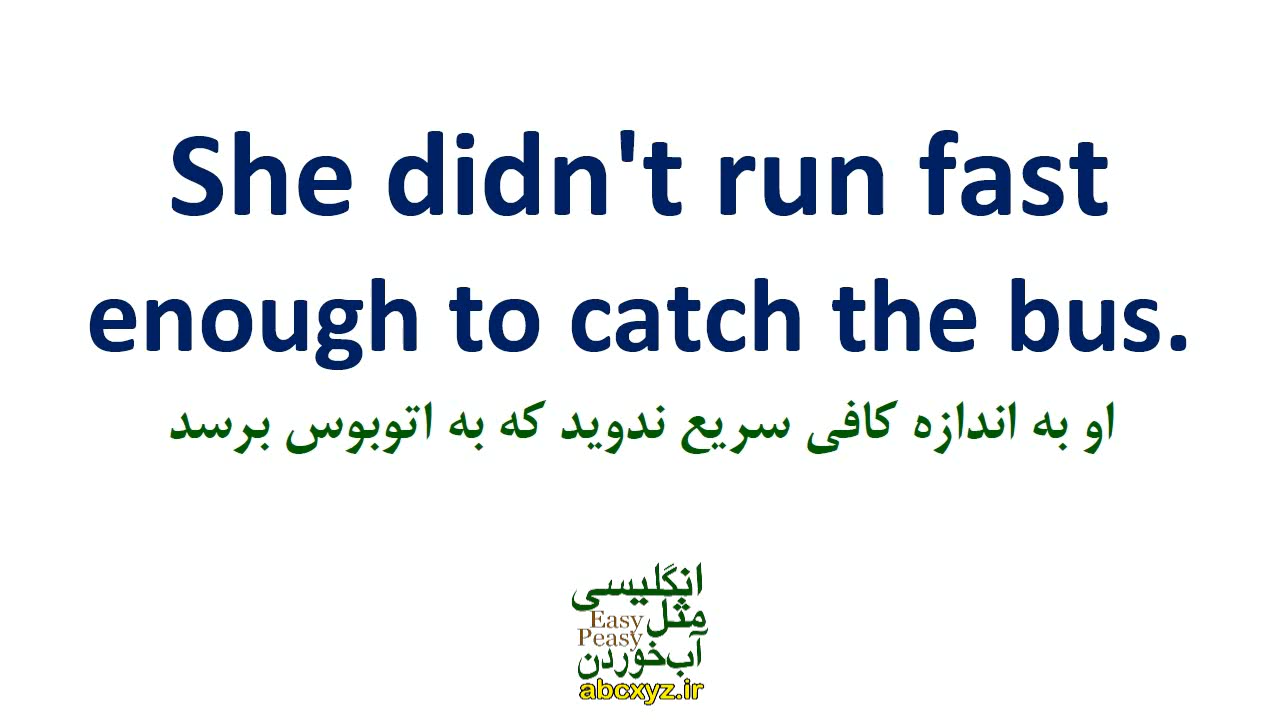 She didn't run fast
enough to catch the bus.
او به اندازه کافی سریع ندوید که به اتوبوس برسد
انگلیسی
مثل
Easy
Peasy
آب‌خوردن
abcxyz.ir